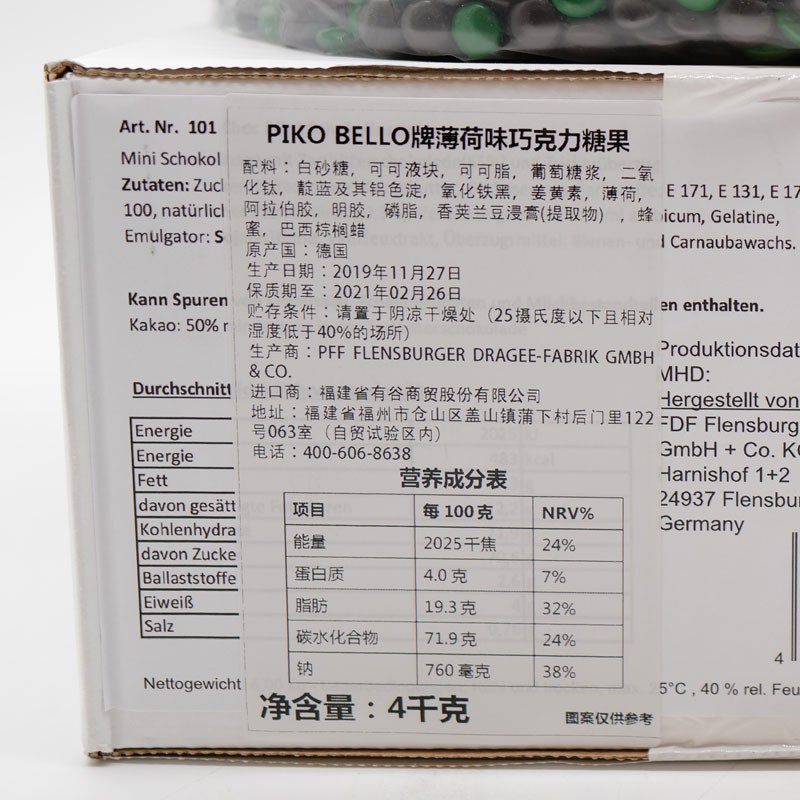 Art. Nr. 101
Mini Schokol
Zutaten: Zucl
100, natürlicl
Emulgator: S
Kann Spuren
Kakao: 50% r
Durchschnitt
Energie
Energie
Fett
davon gesätt
Kohlenhydra
davon Zucke
Ballaststoffe
Eiweiß
Salz
Nettogewicht
PIKO BELLO牌薄荷味巧克力糖果
配料：白砂糖，可可液块，可可脂，葡萄糖浆，二氧
化钛，靛蓝及其铝色淀，氧化铁黑，姜黄素，薄荷，
阿拉伯胶，明胶，磷脂，香荚兰豆浸膏(提取物)，蜂
蜜，巴西棕榈蜡
原产国：德国
生产日期：2019年11月27日
保质期至：2021年02月26日
贮存条件：请置于阴凉干燥处（25摄氏度以下且相对
湿度低于40%的场所）
生产商：PFF FLENSBURGER DRAGEE-FABRIK GMBH
& CO.
进口商：福建省有谷商贸股份有限公司
地址：福建省福州市仓山区盖山镇蒲下村后门里122
号063室（自贸试验区内）
电话：400-606-8638
营养成分表
项目 每100克 NRV%
能量 2025千焦 24%
蛋白质 4.0克 7%
脂肪 19.3克 32%
碳水化合物 71.9克 24%
钠 760毫克 38%
净含量：4千克
图案仅供参考
E 171, E 131, E 17
icum, Gelatine,
d Carnaubawachs.
en enthalten.
Produktionsdat
MHD:
Hergestellt von
FDF Flensburg
GmbH + Co. K
Harnishof 1+2
24937 Flensbu
Germany
4
5°C , 40 % rel. Feu